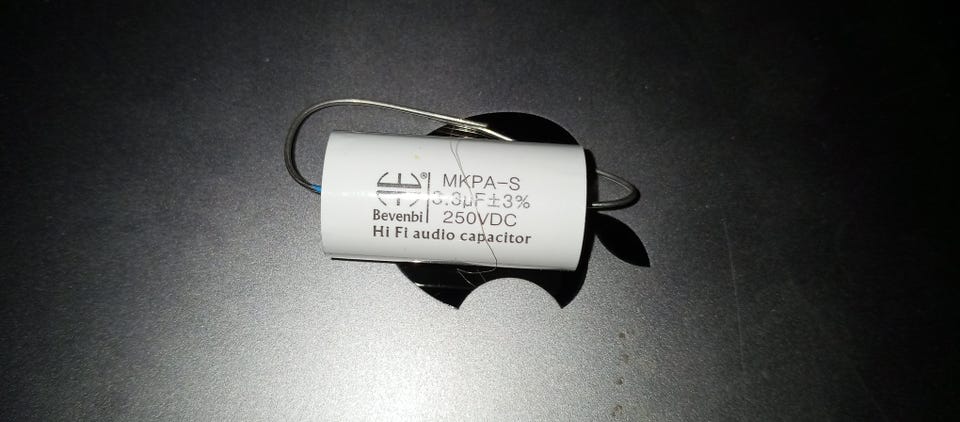 MKPA-S
3.3µF±3%
Bevenbi®
250VDC
Hi Fi audio capacitor